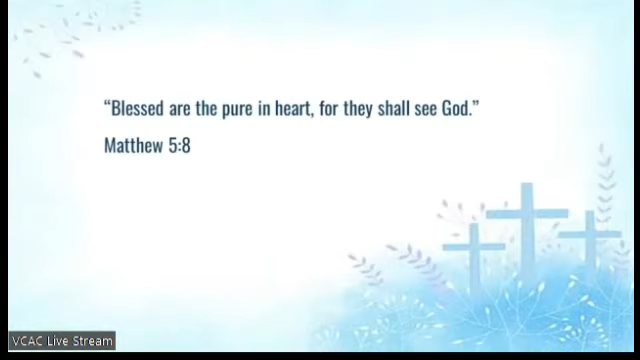 “Blessed are the pure in heart, for they shall see God.”
Matthew 5:8
VCAC Live Stream